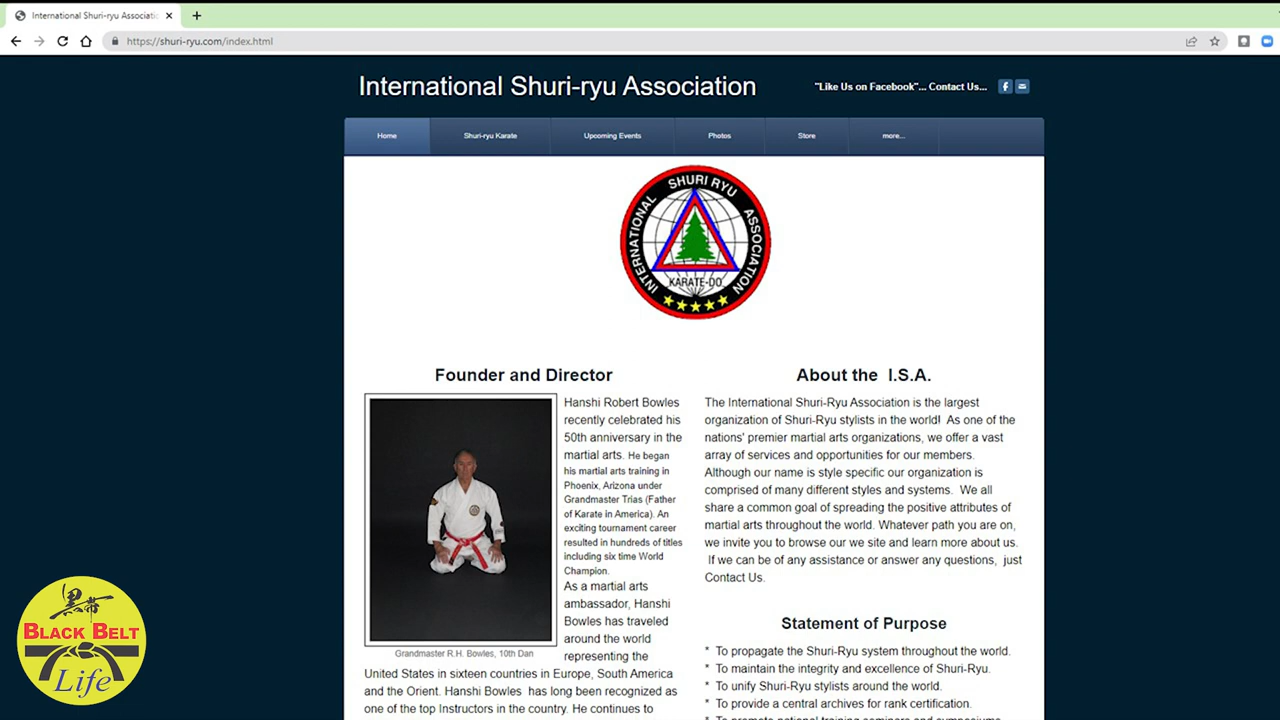 International Shuri-ryu Associatio
https://shuri-ryu.com/index.html
International Shuri-ryu Association
"Like Us on Facebook"... Contact Us...
Home
Shuri-ryu Karate
Upcoming Events
Photos
Store
more...
INTERNATIONAL SHURI RYU ASSOCIATION
KARATE-DO
Founder and Director
Hanshi Robert Bowles
recently celebrated his
50th anniversary in the
martial arts. He began
his martial arts training in
Phoenix, Arizona under
Grandmaster Trias (Father
of Karate in America). An
exciting tournament career
resulted in hundreds of titles
including six time World
Champion.
As a martial arts
ambassador, Hanshi
Bowles has traveled
around the world
representing the
Grandmaster R.H. Bowles, 10th Dan
United States in sixteen countries in Europe, South America
and the Orient. Hanshi Bowles has long been recognized as
one of the top Instructors in the country. He continues to
About the I.S.A.
The International Shuri-Ryu Association is the largest
organization of Shuri-Ryu stylists in the world! As one of the
nations' premier martial arts organizations, we offer a vast
array of services and opportunities for our members.
Although our name is style specific our organization is
comprised of many different styles and systems. We all
share a common goal of spreading the positive attributes of
martial arts throughout the world. Whatever path you are on,
we invite you to browse our we site and learn more about us.
If we can be of any assistance or answer any questions, just
Contact Us.
Statement of Purpose
* To propagate the Shuri-Ryu system throughout the world.
* To maintain the integrity and excellence of Shuri-Ryu.
* To unify Shuri-Ryu stylists around the world.
* To provide a central archives for rank certification.
* To promote national training seminars and symposiums
黒帯
BLACK BELT
Life